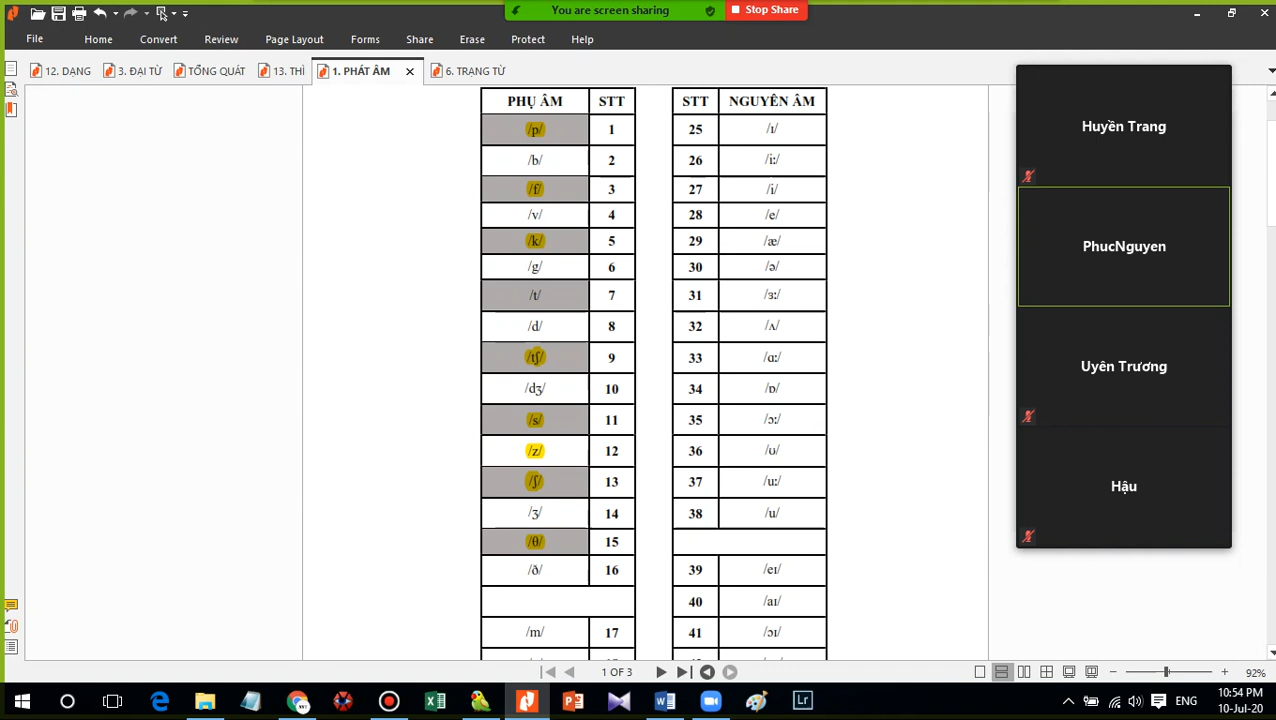 You are screen sharing
Stop Share
File Home Convert Review Page Layout Forms Share Erase Protect Help
12. DẠNG 3. ĐẠI TỪ TỔNG QUÁT 13. THÌ 1. PHÁT ÂM 6. TRẠNG TỪ
PHỤ ÂM STT STT NGUYÊN ÂM
/p/ 1 25 /ɪ/
/b/ 2 26 /iː/
/f/ 3 27 /i/
/v/ 4 28 /e/
/k/ 5 29 /æ/
/g/ 6 30 /ə/
/t/ 7 31 /ɜː/
/d/ 8 32 /ʌ/
/tʃ/ 9 33 /ɑː/
/dʒ/ 10 34 /ɒ/
/s/ 11 35 /ɔː/
/z/ 12 36 /ʊ/
/ʃ/ 13 37 /uː/
/ʒ/ 14 38 /u/
/θ/ 15
/ð/ 16 39 /eɪ/
40 /aɪ/
/m/ 17 41 /ɔɪ/
Huyền Trang
PhucNguyen
Uyên Trương
Hậu
1 OF 3
92%
Lr
ENG
10:54 PM
10-Jul-20